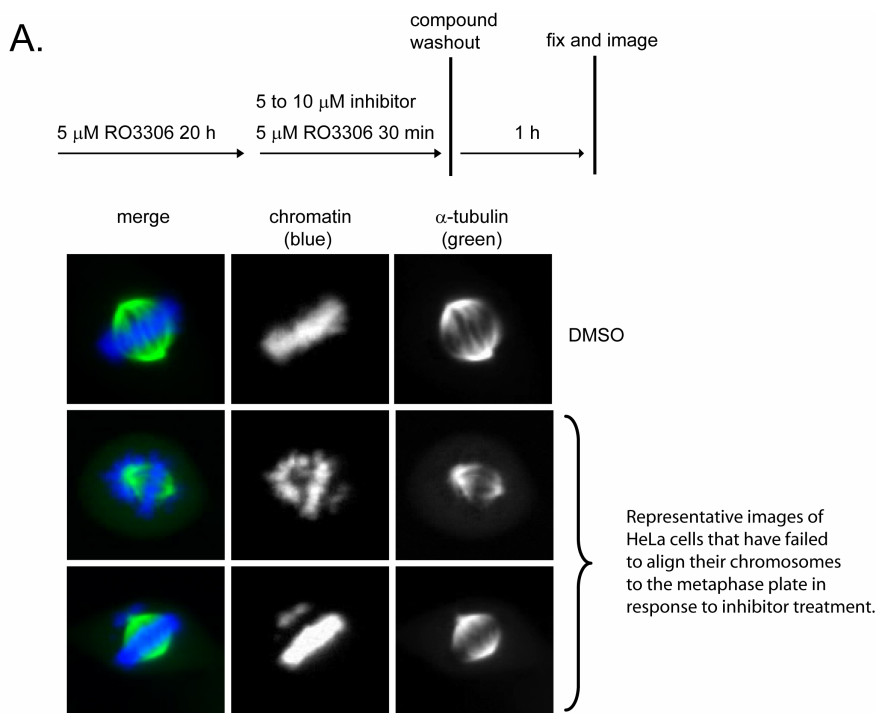 A.
compound
washout
fix and image
5 to 10 μM inhibitor
5 μM RO3306 20 h
5 μM RO3306 30 min
1 h
merge
chromatin
(blue)
α-tubulin
(green)
DMSO
Representative images of
HeLa cells that have failed
to align their chromosomes
to the metaphase plate in
response to inhibitor treatment.